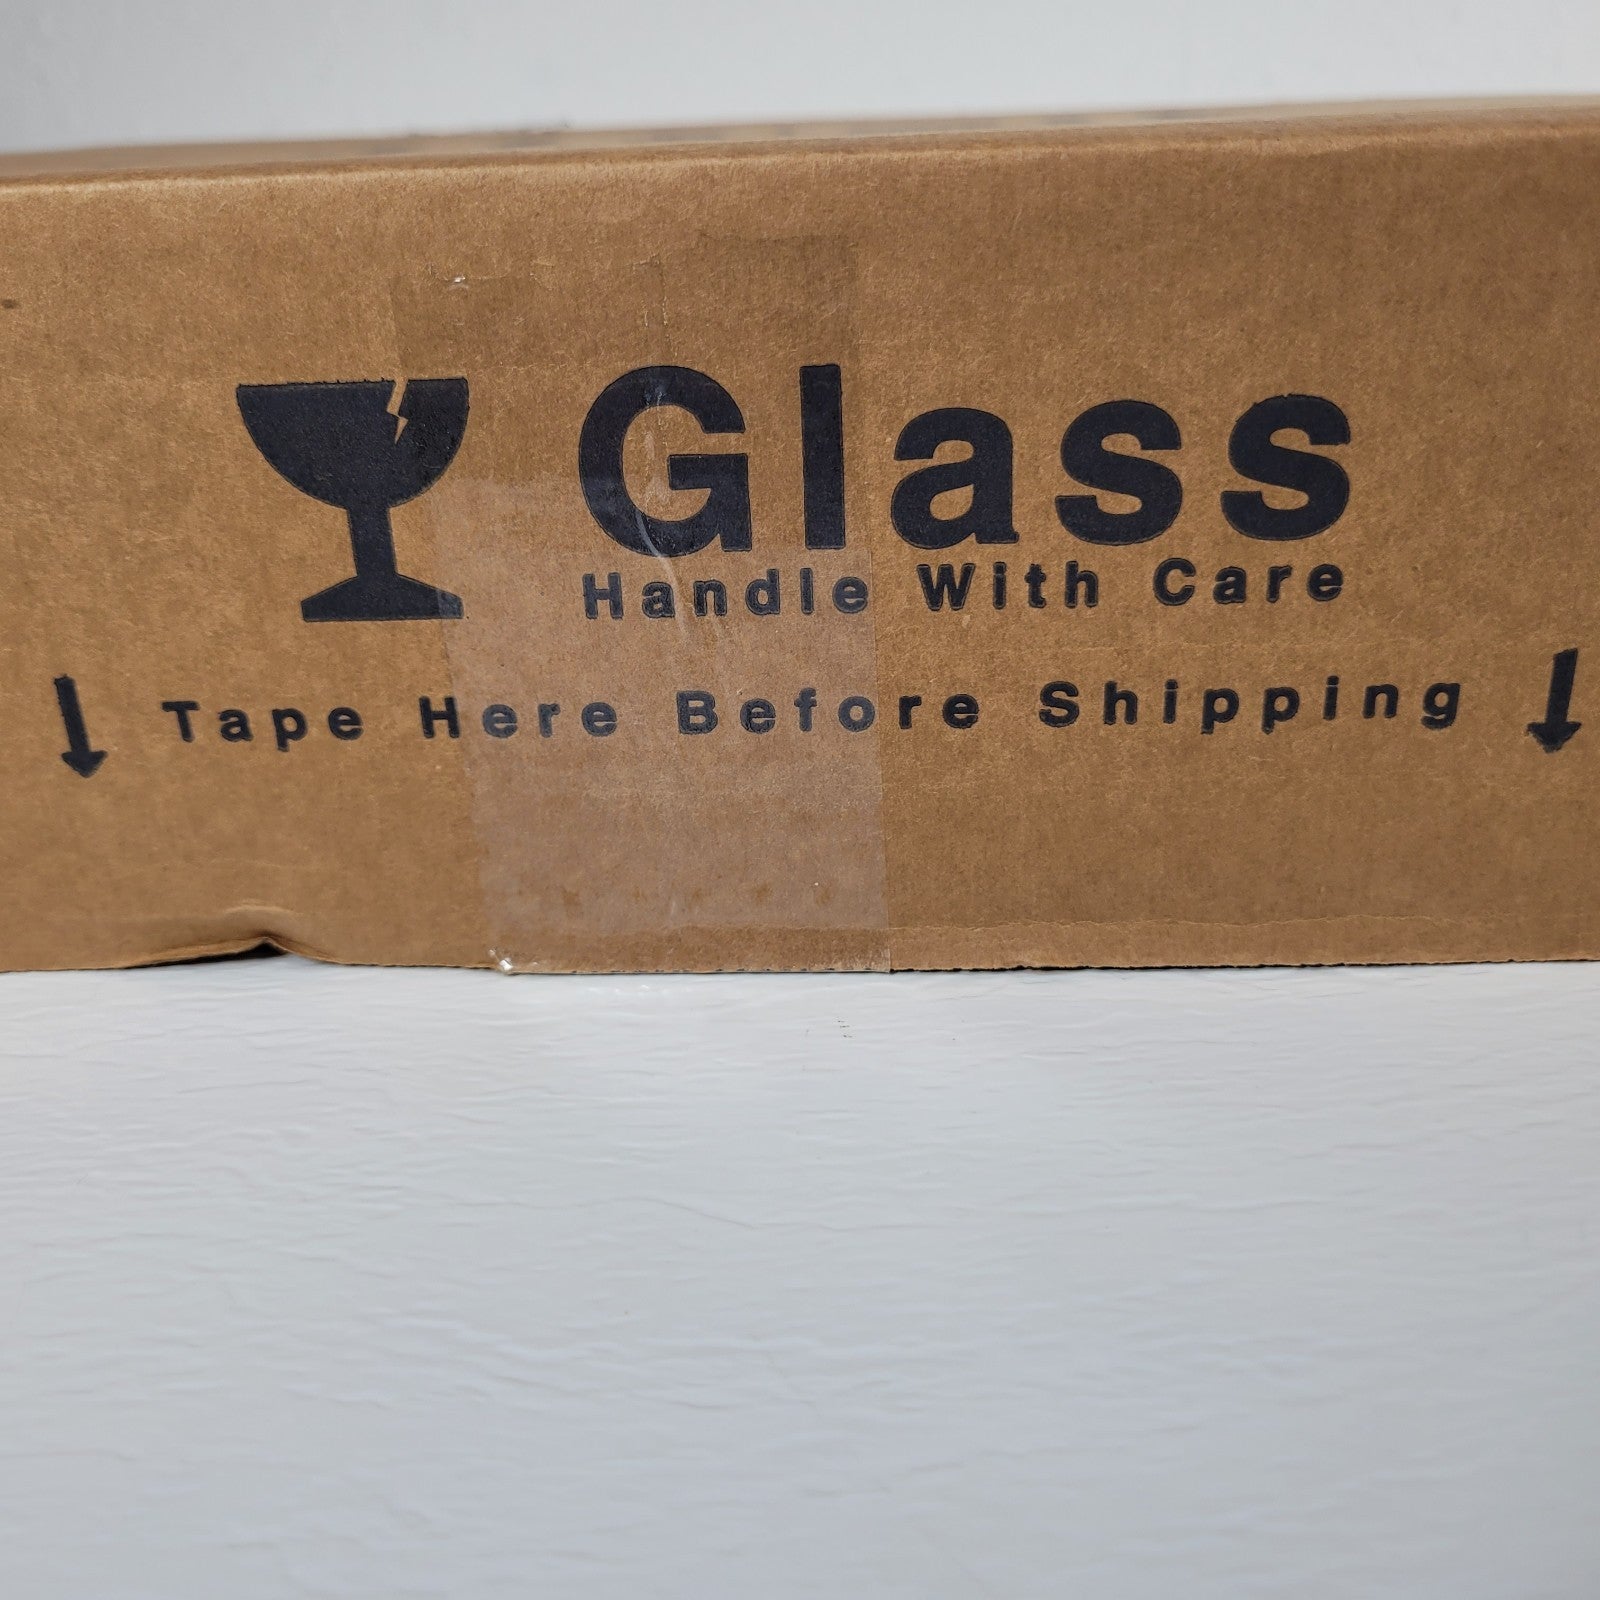 Glass
Handle With Care
Tape Here Before Shipping